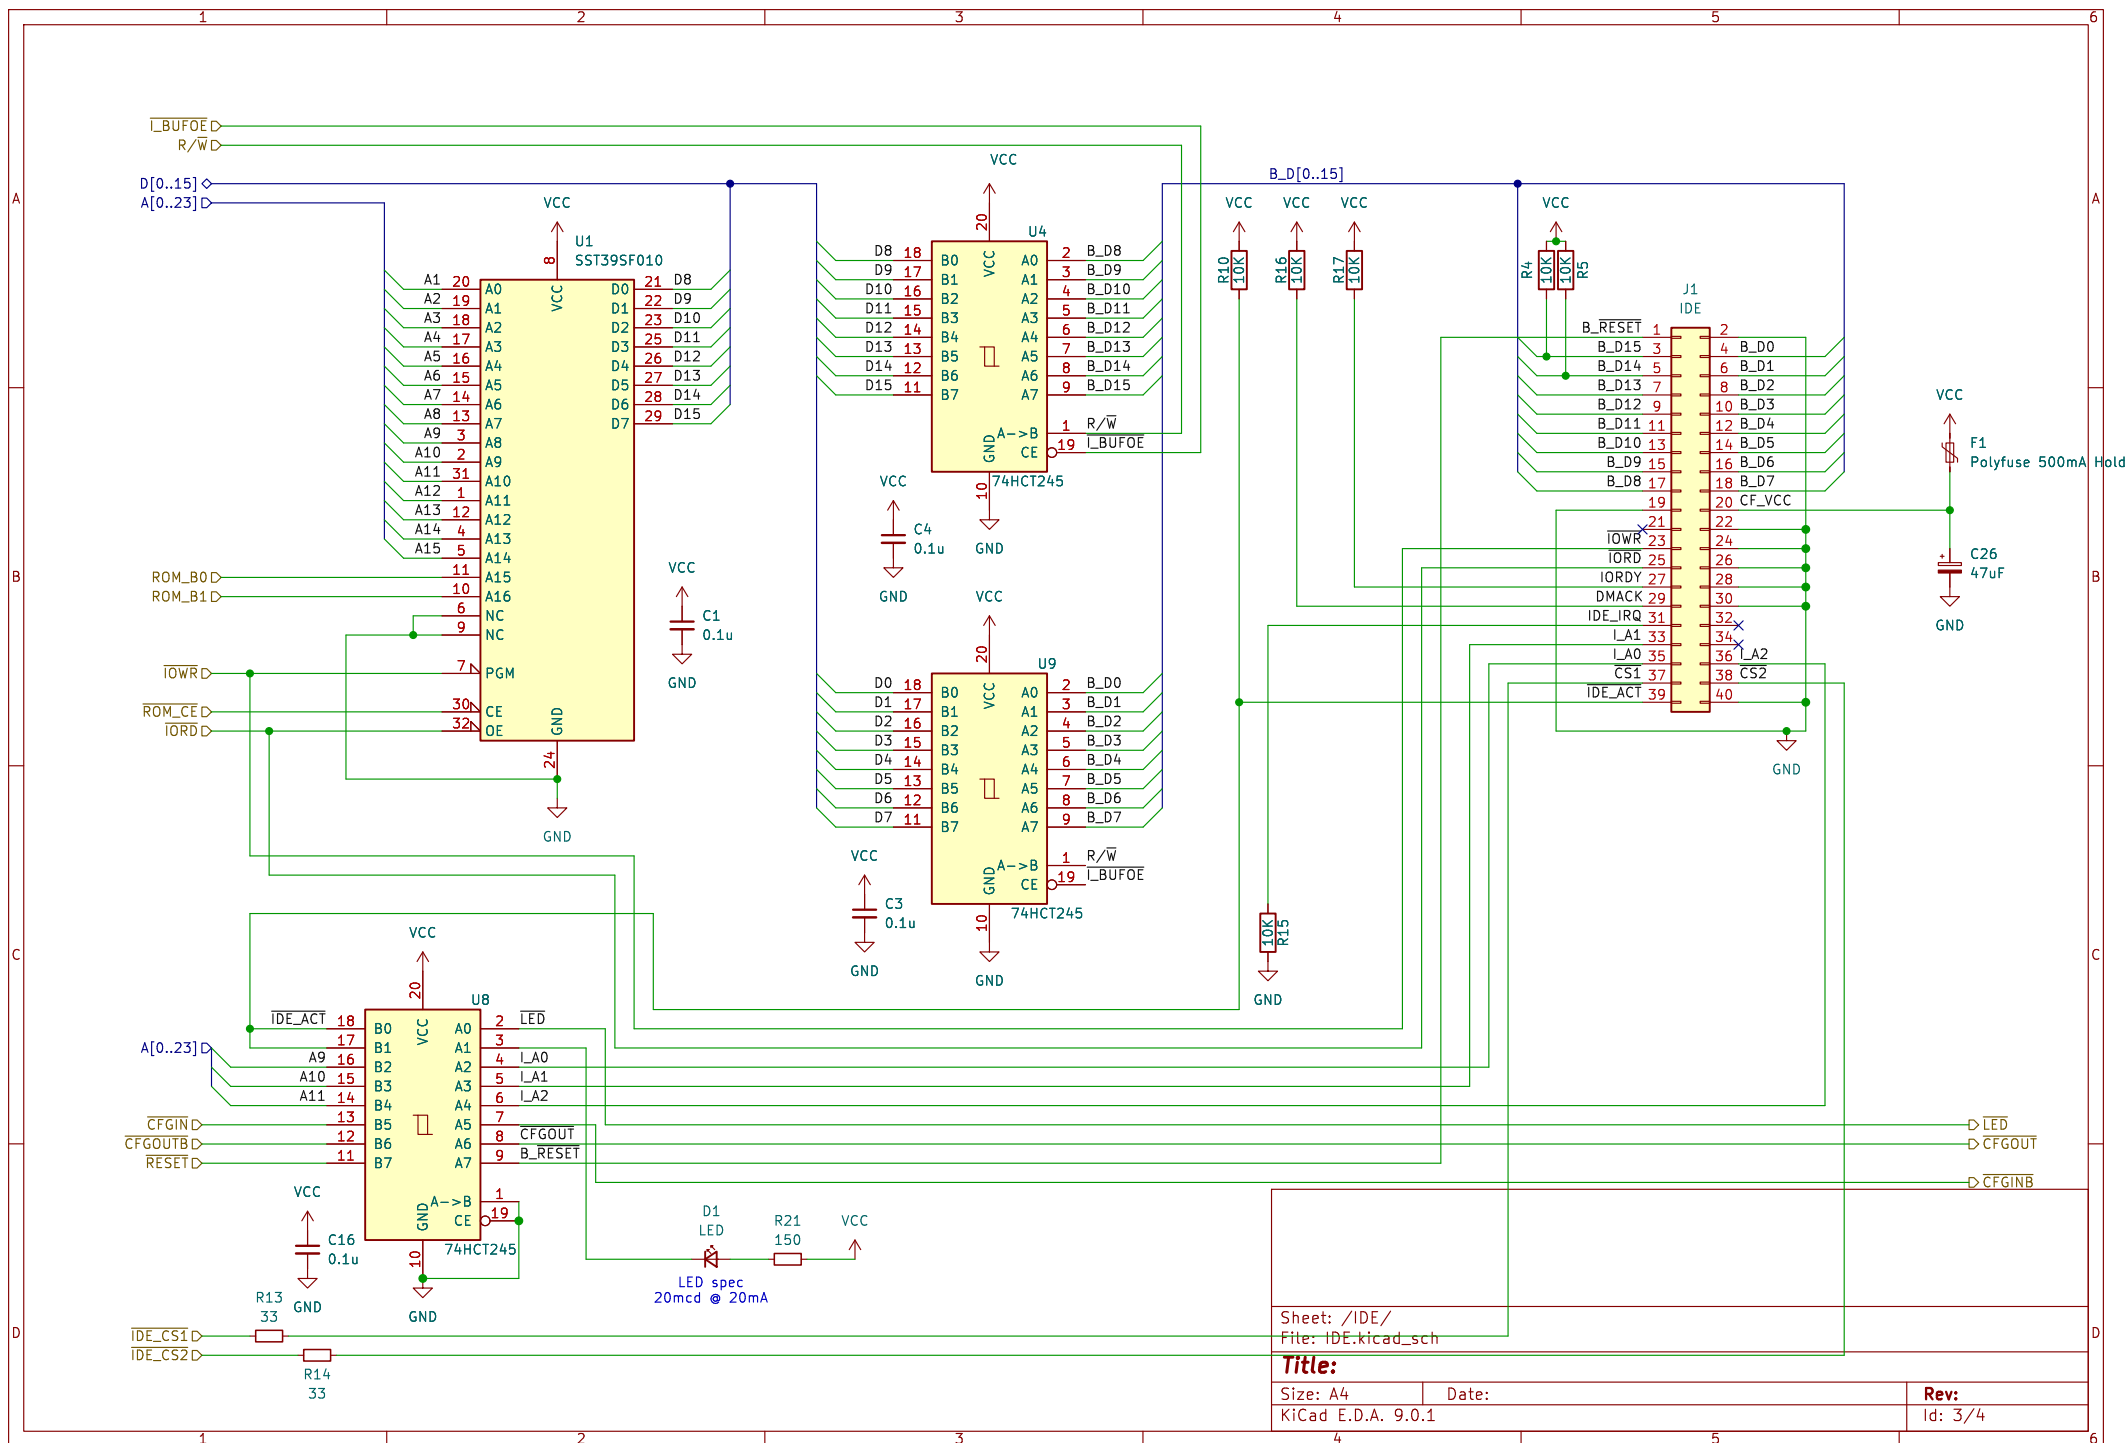 1 2 3 4 5 6
A
B
C
D
I_BUFOE
R/W
D[0..15]
A[0..23]
VCC
U1
SST39SF010
8
VCC
A1 20 A0 D0 21 D8
A2 19 A1 D1 22 D9
A3 18 A2 D2 23 D10
A4 17 A3 D3 25 D11
A5 16 A4 D4 26 D12
A6 15 A5 D5 27 D13
A7 14 A6 D6 28 D14
A8 13 A7 D7 29 D15
A9 3 A8
A10 2 A9
A11 31 A10
A12 1 A11
A13 12 A12
A14 4 A13
A15 5 A14
ROM_B0 11 A15
ROM_B1 10 A16
6 NC
9 NC
IOWR 7 PGM
ROM_CE 30 CE
IORD 32 OE
GND
24
GND
VCC
C1
0.1u
GND
VCC
20
U4
VCC
D8 18 B0 A0 2 B_D8
D9 17 B1 A1 3 B_D9
D10 16 B2 A2 4 B_D10
D11 15 B3 A3 5 B_D11
D12 14 B4 A4 6 B_D12
D13 13 B5 A5 7 B_D13
D14 12 B6 A6 8 B_D14
D15 11 B7 A7 9 B_D15
A->B 1 R/W
CE 19 I_BUFOE
GND
10
74HCT245
GND
VCC
C4
0.1u
GND
VCC
20
U9
VCC
D0 18 B0 A0 2 B_D0
D1 17 B1 A1 3 B_D1
D2 16 B2 A2 4 B_D2
D3 15 B3 A3 5 B_D3
D4 14 B4 A4 6 B_D4
D5 13 B5 A5 7 B_D5
D6 12 B6 A6 8 B_D6
D7 11 B7 A7 9 B_D7
A->B 1 R/W
CE 19 I_BUFOE
GND
10
74HCT245
GND
VCC
C3
0.1u
GND
B_D[0..15]
VCC VCC VCC VCC
R10 10K
R16 10K
R17 10K
R4 10K
10K R5
J1
IDE
B_RESET 1 2
B_D15 3 4 B_D0
B_D14 5 6 B_D1
B_D13 7 8 B_D2
B_D12 9 10 B_D3
B_D11 11 12 B_D4
B_D10 13 14 B_D5
B_D9 15 16 B_D6
B_D8 17 18 B_D7
19 20 CF_VCC
21 22
IOWR 23 24
IORD 25 26
IORDY 27 28
DMACK 29 30
IDE_IRQ 31 32
I_A1 33 34
I_A0 35 36 I_A2
CS1 37 38 CS2
IDE_ACT 39 40
GND
VCC
F1
Polyfuse 500mA Hold
+
C26
47uF
GND
10K R15
GND
VCC
20
U8
VCC
IDE_ACT 18 B0 A0 2 LED
A[0..23] 17 B1 A1 3
A9 16 B2 A2 4 I_A0
A10 15 B3 A3 5 I_A1
A11 14 B4 A4 6 I_A2
CFGIN 13 B5 A5 7
CFGOUTB 12 B6 A6 8 CFGOUT
RESET 11 B7 A7 9 B_RESET
A->B 1
CE 19
GND
10
74HCT245
GND
VCC
C16
0.1u
GND
D1
LED
R21
150
VCC
LED spec
20mcd @ 20mA
LED
CFGOUT
CFGINB
R13
33
IDE_CS1
IDE_CS2
R14
33
Sheet: /IDE/
File: IDE.kicad_sch
Title:
Size: A4 Date: Rev:
KiCad E.D.A. 9.0.1 Id: 3/4
A
B
C
D
1 2 3 4 5 6